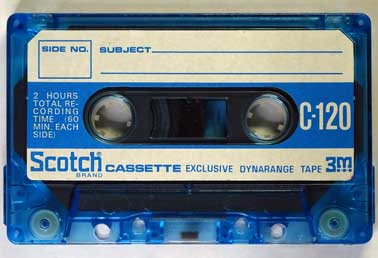 SIDE NO. SUBJECT
2 HOURS
TOTAL RE-
CORDING
TIME (60
MIN. EACH
SIDE)
C-120
Scotch CASSETTE EXCLUSIVE DYNARANGE TAPE 3M
BRAND